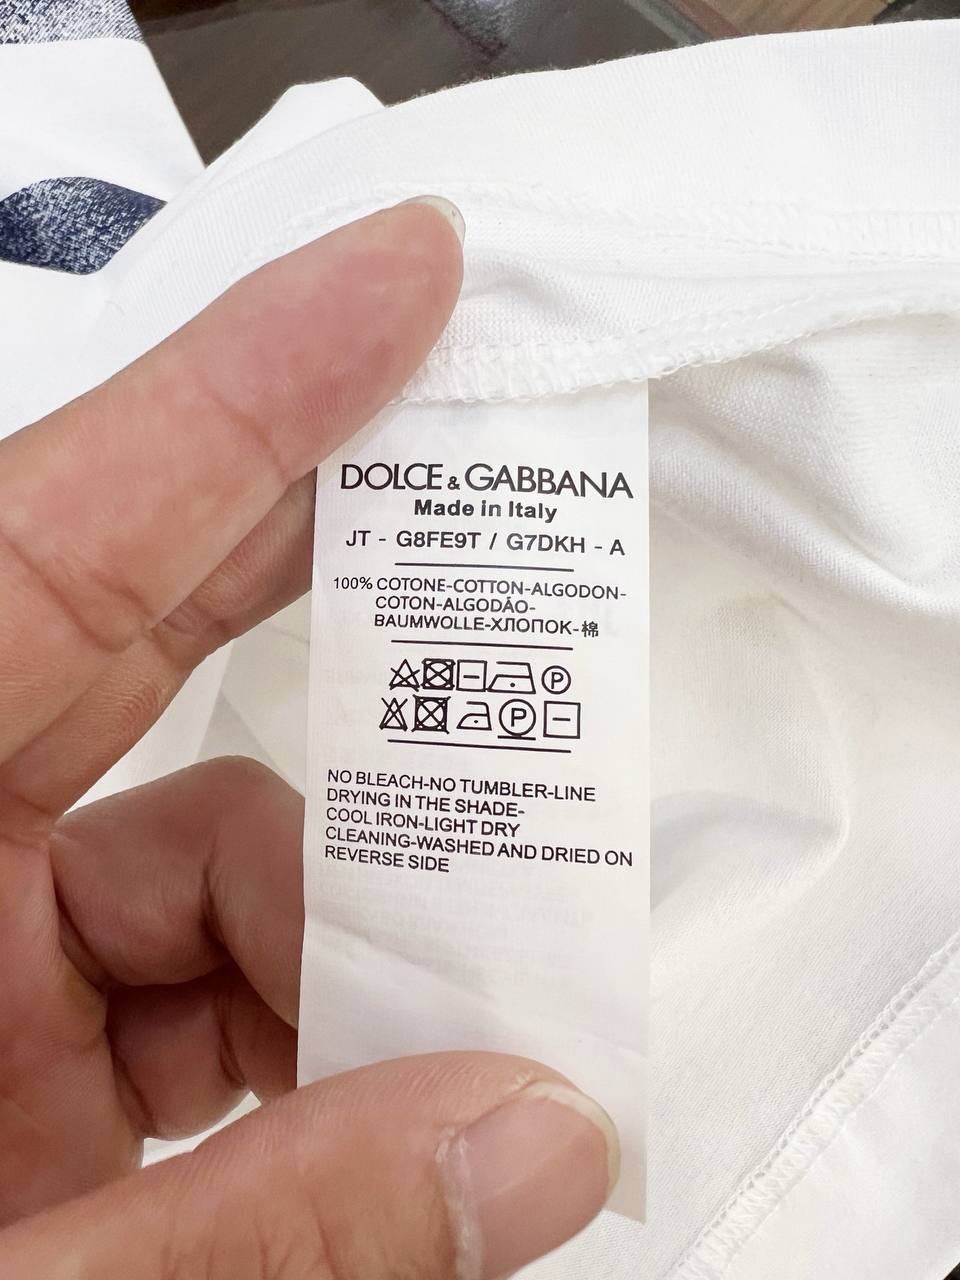 DOLCE & GABBANA
Made in Italy
JT - G8FE9T / G7DKH - A
100% COTONE-COTTON-ALGODON-
COTON-ALGODÃO-
BAUMWOLLE-ХЛОПОК-棉
P
P
NO BLEACH-NO TUMBLER-LINE
DRYING IN THE SHADE-
COOL IRON-LIGHT DRY
CLEANING-WASHED AND DRIED ON
REVERSE SIDE